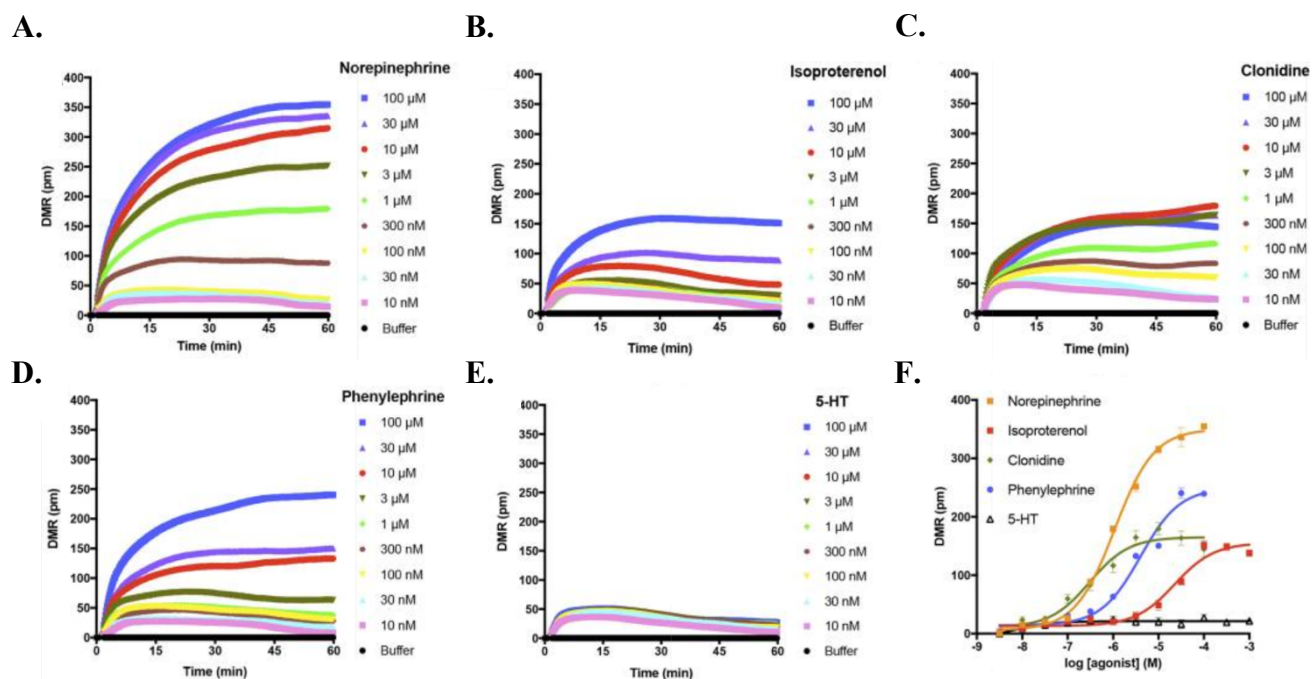 A.
Norepinephrine
400
350
300
250
200
150
100
50
0
DMR (pm)
0 15 30 45 60
Time (min)
100 µM
30 µM
10 µM
3 µM
1 µM
300 nM
100 nM
30 nM
10 nM
Buffer
B.
Isoproterenol
400
350
300
250
200
150
100
50
0
DMR (pm)
0 15 30 45 60
Time (min)
100 µM
30 µM
10 µM
3 µM
1 µM
300 nM
100 nM
30 nM
10 nM
Buffer
C.
Clonidine
400
350
300
250
200
150
100
50
0
DMR (pm)
0 15 30 45 60
Time (min)
100 µM
30 µM
10 µM
3 µM
1 µM
300 nM
100 nM
30 nM
10 nM
Buffer
D.
Phenylephrine
400
350
300
250
200
150
100
50
0
DMR (pm)
0 15 30 45 60
Time (min)
100 µM
30 µM
10 µM
3 µM
1 µM
300 nM
100 nM
30 nM
10 nM
Buffer
E.
5-HT
400
350
300
250
200
150
100
50
0
DMR (pm)
0 15 30 45 60
Time (min)
100 µM
30 µM
10 µM
3 µM
1 µM
300 nM
100 nM
30 nM
10 nM
Buffer
F.
400
300
200
100
0
DMR (pm)
Norepinephrine
Isoproterenol
Clonidine
Phenylephrine
5-HT
-9 -8 -7 -6 -5 -4 -3
log [agonist] (M)